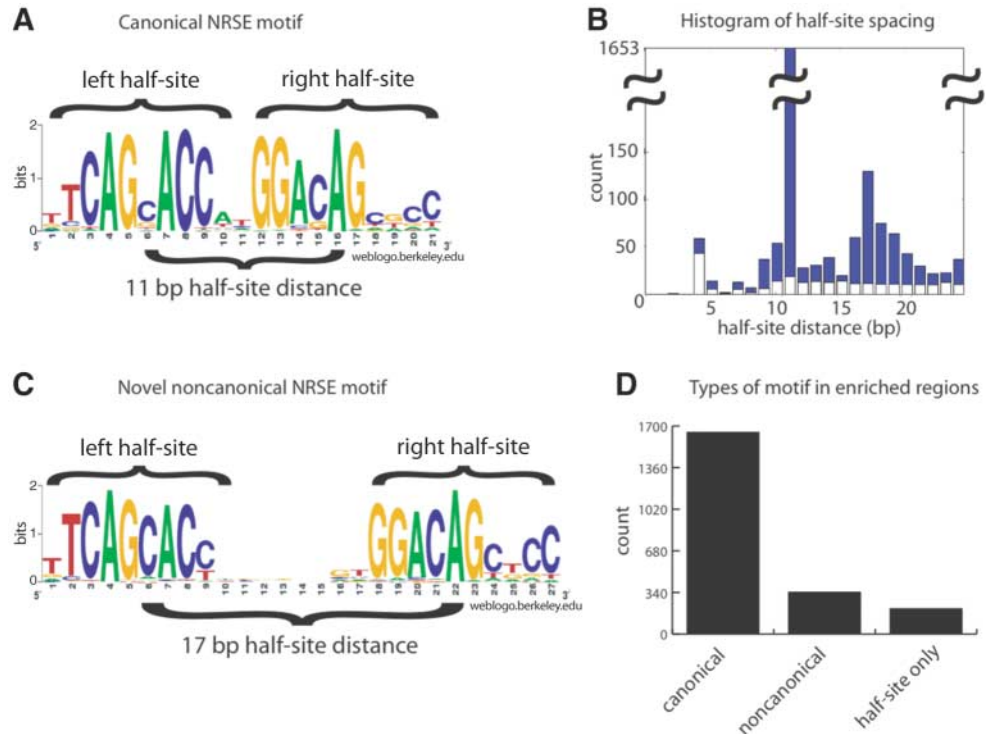 A Canonical NRSE motif
left half-site right half-site
2
1
0
bits
TTCAGCACCAT GGACAGCGCC
5' 1 2 3 4 5 6 7 8 9 10 11 12 13 14 15 16 17 18 19 20 21 3'
weblogo.berkeley.edu
11 bp half-site distance
B Histogram of half-site spacing
1653
150
100
50
0
count
5 10 15 20
half-site distance (bp)
C Novel noncanonical NRSE motif
left half-site right half-site
2
1
0
bits
TTCAGCACC GGACAG
5' 1 2 3 4 5 6 7 8 9 10 11 12 13 14 15 16 17 18 19 20 21 22 23 24 25 26 27 3'
weblogo.berkeley.edu
17 bp half-site distance
D Types of motif in enriched regions
1700
1360
1020
680
340
0
count
canonical
noncanonical
half-site only